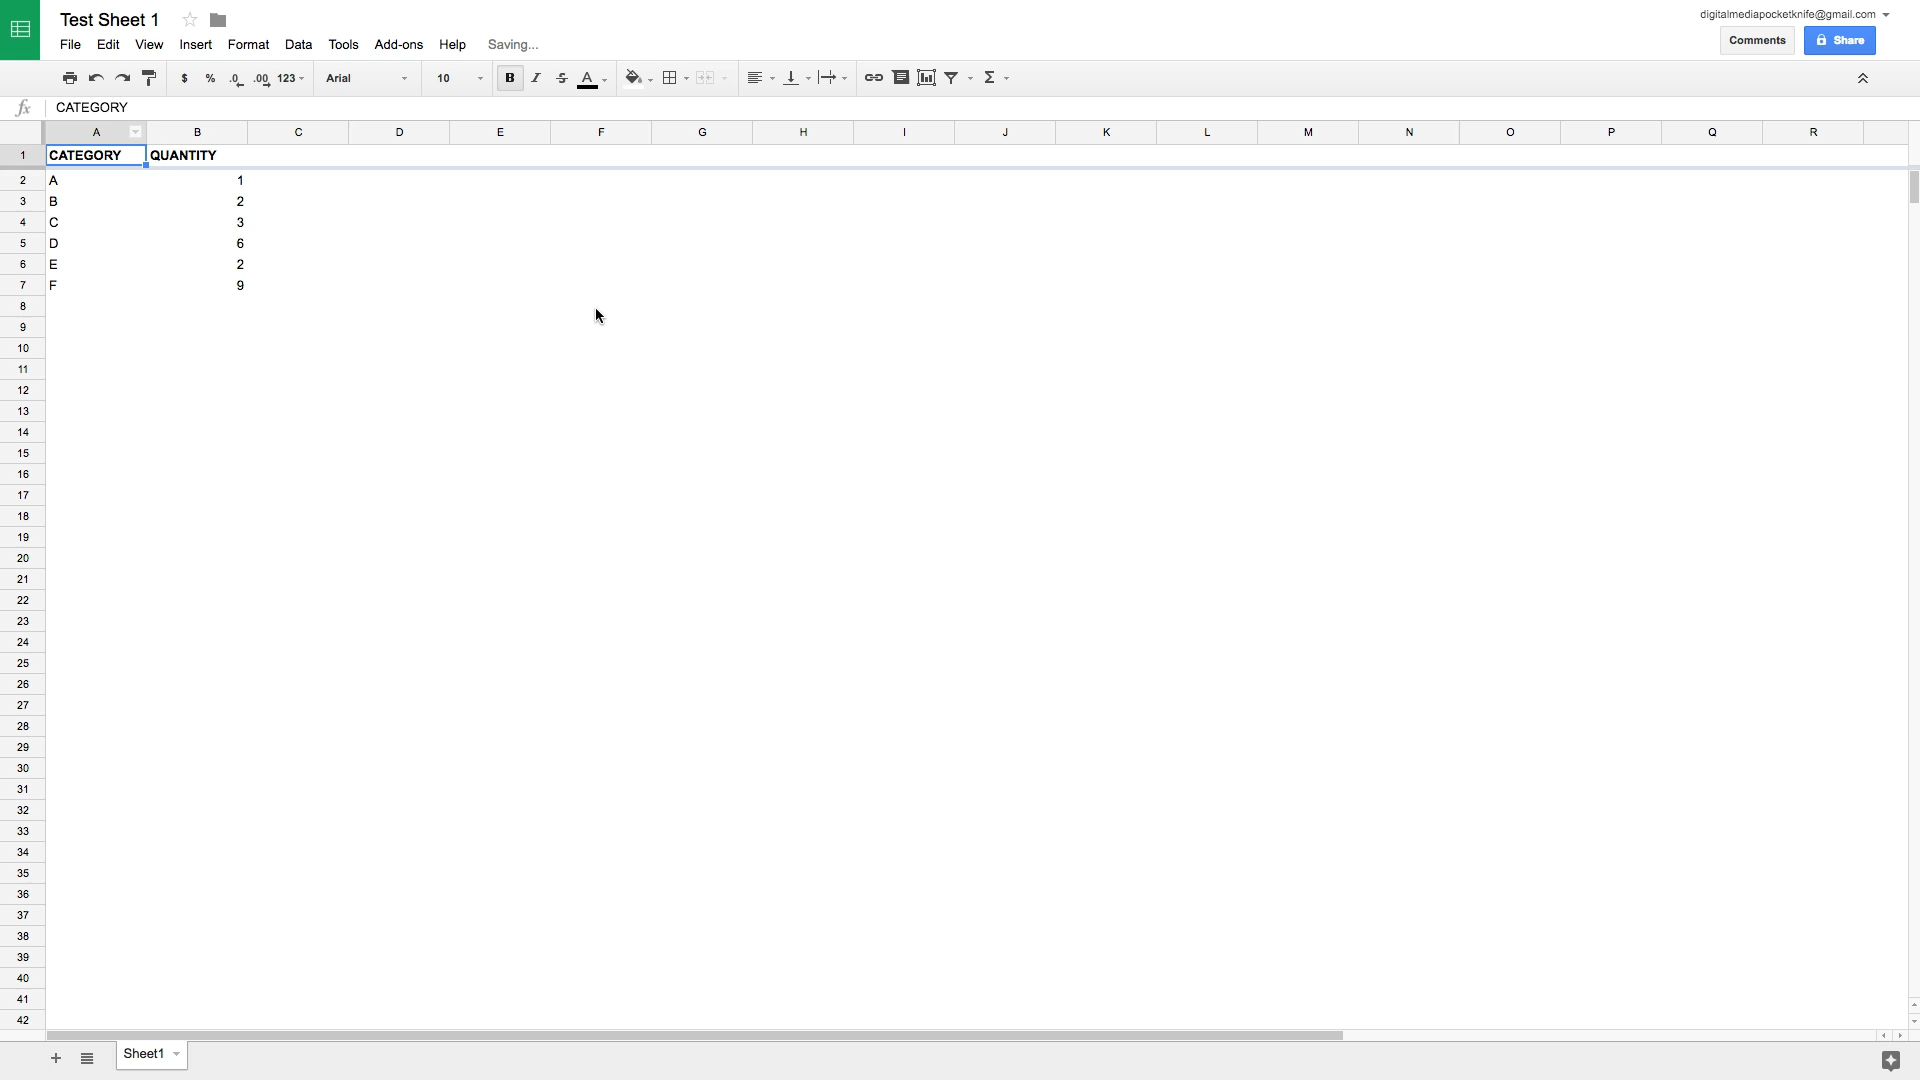 Test Sheet 1
digitalmediapocketknife@gmail.com
File Edit View Insert Format Data Tools Add-ons Help Saving...
Comments Share
$ % .0 .00 123 Arial 10 B I S A Σ
fx CATEGORY
A B C D E F G H I J K L M N O P Q R
1 CATEGORY QUANTITY
2 A 1
3 B 2
4 C 3
5 D 6
6 E 2
7 F 9
8
9
10
11
12
13
14
15
16
17
18
19
20
21
22
23
24
25
26
27
28
29
30
31
32
33
34
35
36
37
38
39
40
41
42
+ Sheet1